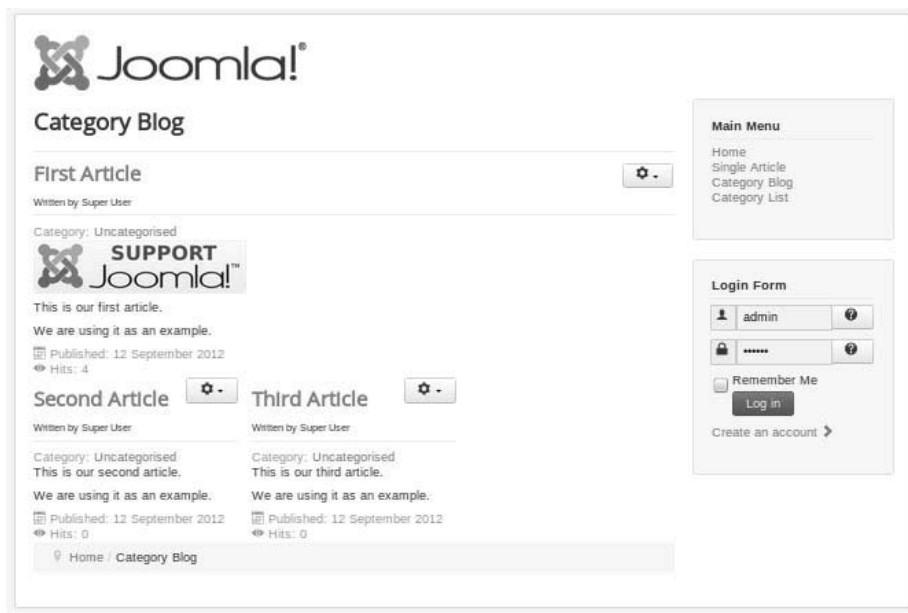 Joomla!®
Category Blog
First Article
Written by Super User
Category: Uncategorised
SUPPORT
Joomla!™
This is our first article.
We are using it as an example.
Published: 12 September 2012
Hits: 4
Second Article
Written by Super User
Category: Uncategorised
This is our second article.
We are using it as an example.
Published: 12 September 2012
Hits: 0
Third Article
Written by Super User
Category: Uncategorised
This is our third article.
We are using it as an example.
Published: 12 September 2012
Hits: 0
Home / Category Blog
Main Menu
Home
Single Article
Category Blog
Category List
Login Form
admin
••••••
Remember Me
Log in
Create an account